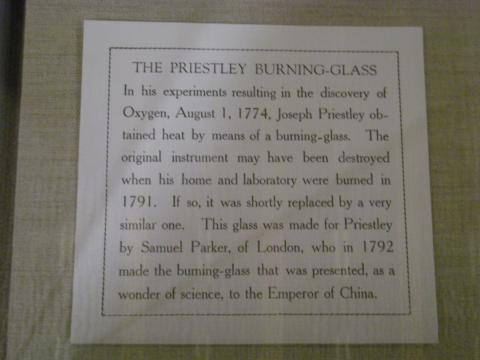 THE PRIESTLEY BURNING-GLASS
In his experiments resulting in the discovery of
Oxygen, August 1, 1774, Joseph Priestley ob-
tained heat by means of a burning-glass. The
original instrument may have been destroyed
when his home and laboratory were burned in
1791. If so, it was shortly replaced by a very
similar one. This glass was made for Priestley
by Samuel Parker, of London, who in 1792
made the burning-glass that was presented, as a
wonder of science, to the Emperor of China.